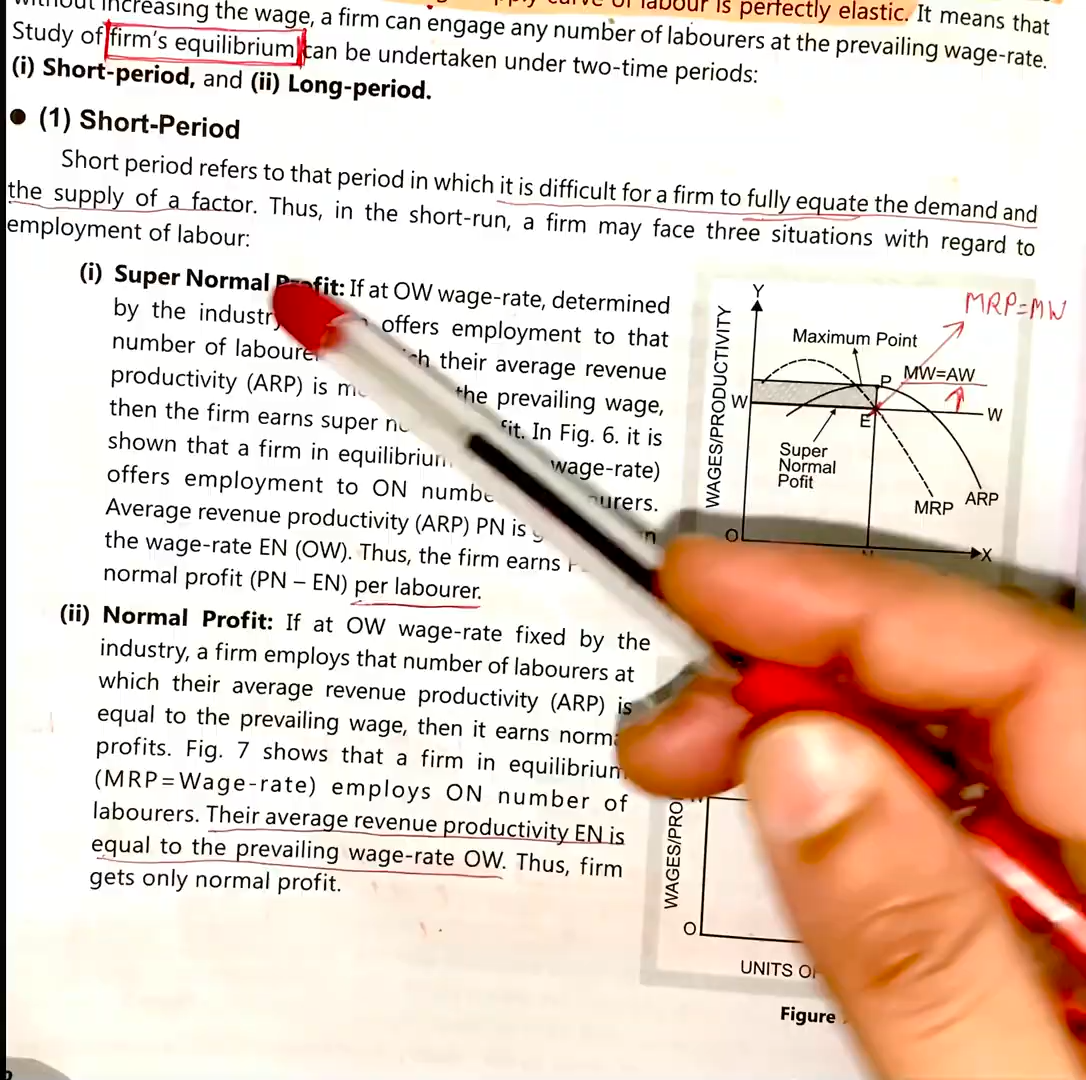 increasing the wage, a firm can engage any number of labourers at the prevailing wage-rate.
labour is perfectly elastic. It means that
Study of firm's equilibrium can be undertaken under two-time periods:
(i) Short-period, and (ii) Long-period.
• (1) Short-Period
Short period refers to that period in which it is difficult for a firm to fully equate the demand and
the supply of a factor. Thus, in the short-run, a firm may face three situations with regard to
employment of labour:
(i) Super Normal Profit: If at OW wage-rate, determined
by the industry offers employment to that
number of their average revenue
productivity (ARP) is the prevailing wage,
then the firm earns super In Fig. 6. it is
shown that a firm in wage-rate)
offers employment to ON
Average revenue productivity (ARP) PN is
the wage-rate EN (OW). Thus, the firm earns
normal profit (PN – EN) per labourer.
(ii) Normal Profit: If at OW wage-rate fixed by the
industry, a firm employs that number of labourers at
which their average revenue productivity (ARP) is
equal to the prevailing wage, then it earns
profits. Fig. 7 shows that a firm in equilibrium
(MRP=Wage-rate) employs ON number of
labourers. Their average revenue productivity EN is
equal to the prevailing wage-rate OW. Thus, firm
gets only normal profit.
Y
MRP=MW
WAGES/PRODUCTIVITY
Maximum Point
P
MW=AW
W
E
W
Super
Normal
Pofit
MRP
ARP
O
X
O
UNITS
Figure